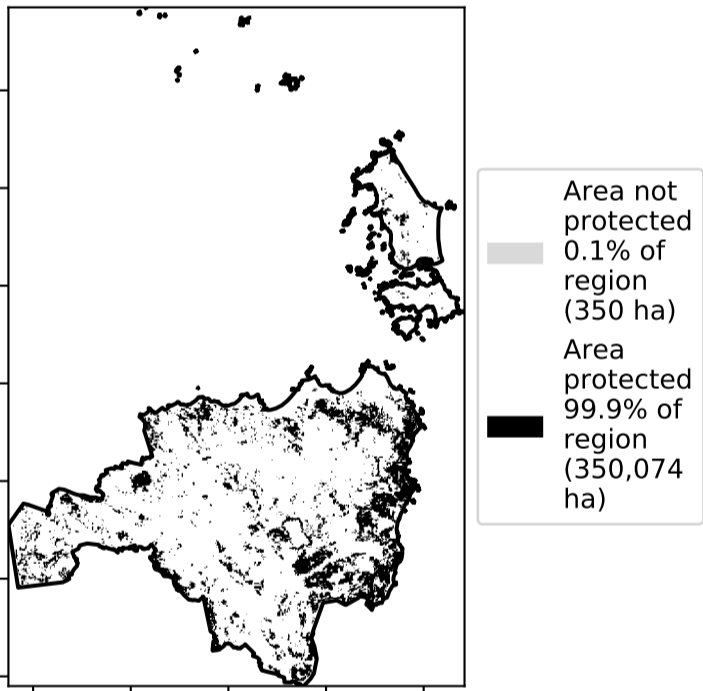 Area not
protected
0.1% of
region
(350 ha)
Area
protected
99.9% of
region
(350,074
ha)